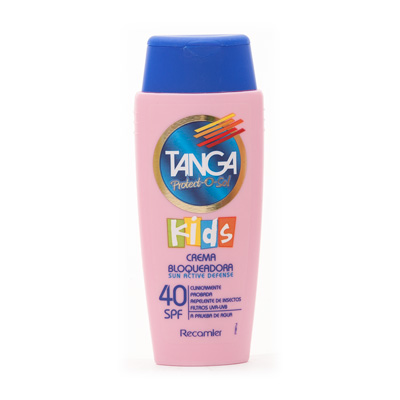 TANGA
Protect-O-Sol
Kids
CREMA
BLOQUEADORA
SUN ACTIVE DEFENSE
40
SPF
CLINICAMENTE
PROBADA
REPELENTE DE INSECTOS
FILTROS UVA-UVB
A PRUEBA DE AGUA
Recamier